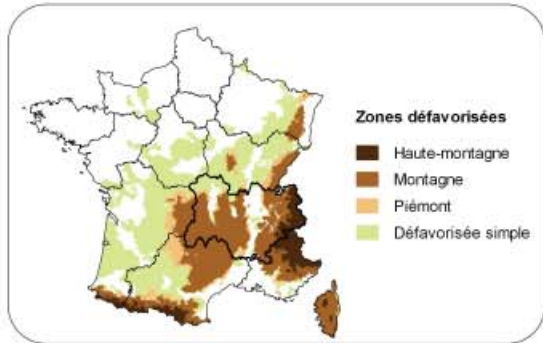 Zones défavorisées
Haute-montagne
Montagne
Piémont
Défavorisée simple